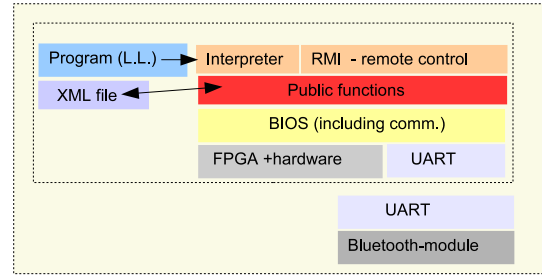 Program (L.L.)
Interpreter
RMI - remote control
XML file
Public functions
BIOS (including comm.)
FPGA +hardware
UART
UART
Bluetooth-module